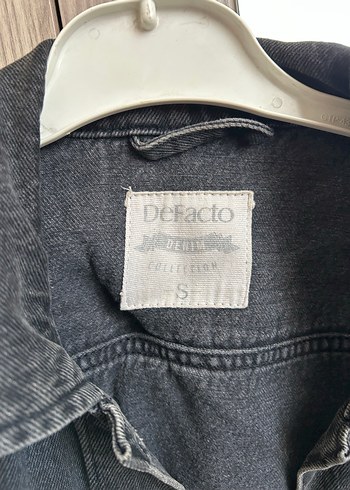 DeFacto
DENIM
COLLECTION
S